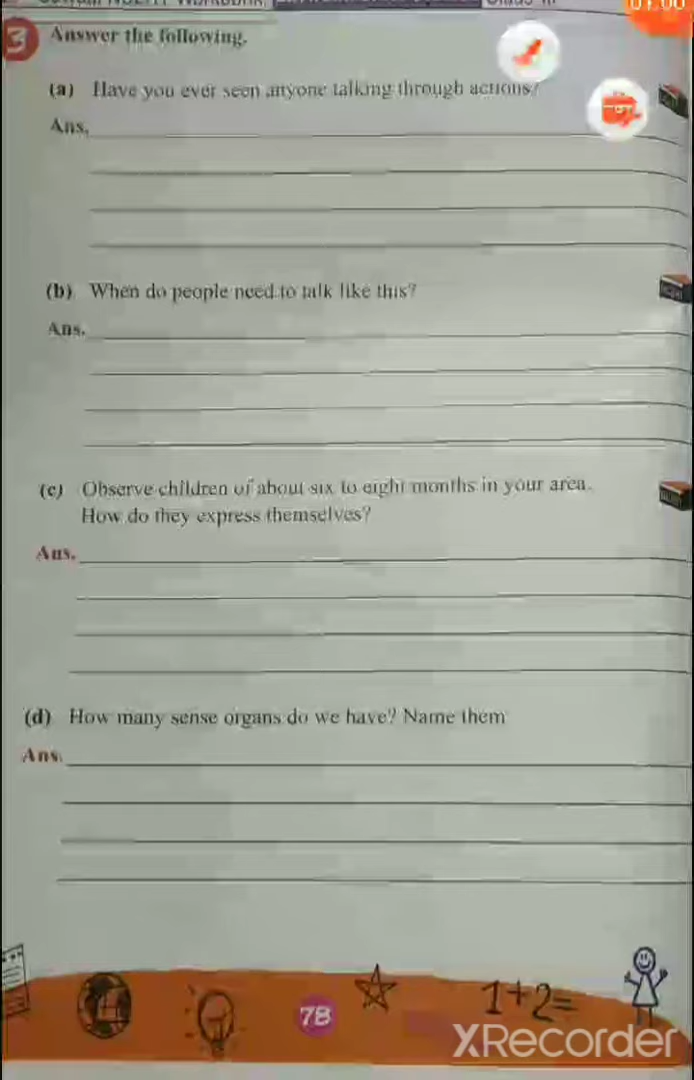 3 Answer the following.
(a) Have you ever seen anyone talking through actions?
Ans.
(b) When do people need to talk like this?
Ans.
(c) Observe children of about six to eight months in your area.
How do they express themselves?
Ans.
(d) How many sense organs do we have? Name them
Ans.
1+2=
78
XRecorder